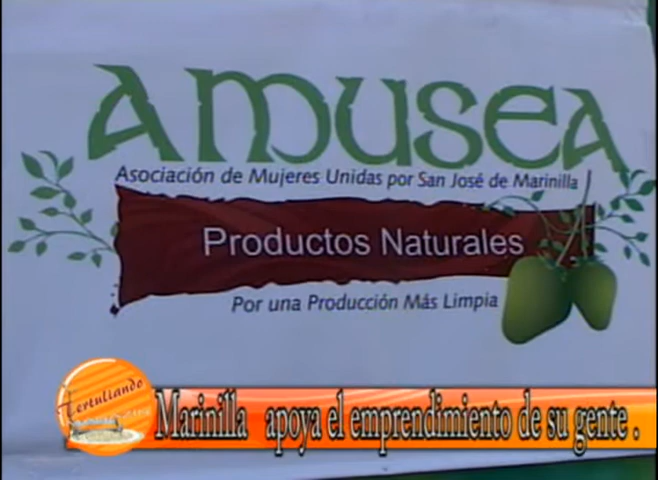 AMUSEA
Asociación de Mujeres Unidas por San José de Marinilla
Productos Naturales
Por una Producción Más Limpia
Tertuliando
Marinilla apoya el emprendimiento de su gente .